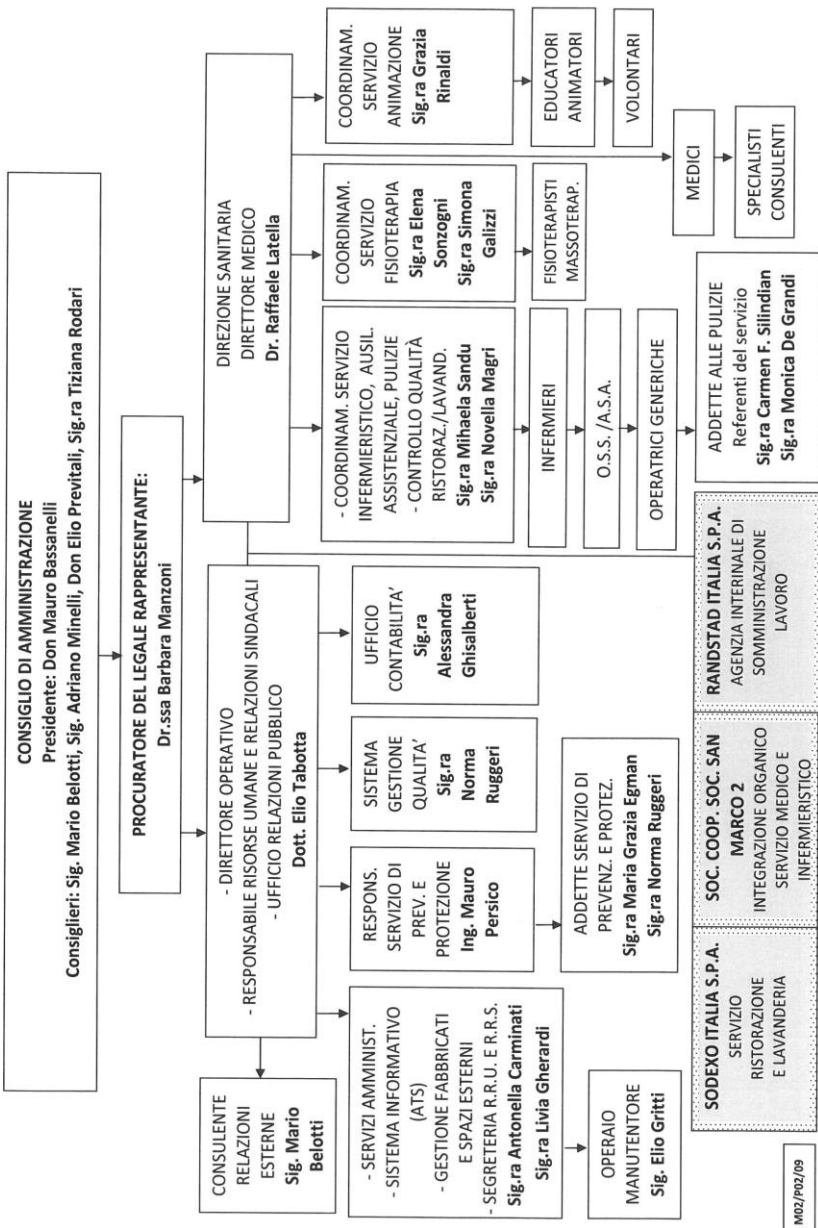 CONSIGLIO DI AMMINISTRAZIONE
Presidente: Don Mauro Bassanelli
Consiglieri: Sig. Mario Belotti, Sig. Adriano Minelli, Don Elio Previtali, Sig.ra Tiziana Rodari
PROCURATORE DEL LEGALE RAPPRESENTANTE:
Dr.ssa Barbara Manzoni
- DIRETTORE OPERATIVO
- RESPONSABILE RISORSE UMANE E RELAZIONI SINDACALI
- UFFICIO RELAZIONI PUBBLICO
Dott. Elio Tabotta
DIREZIONE SANITARIA
DIRETTORE MEDICO
Dr. Raffaele Latella
CONSULENTE
RELAZIONI
ESTERNE
Sig. Mario
Belotti
- SERVIZI AMMINIST.
- SISTEMA INFORMATIVO
(ATS)
- GESTIONE FABBRICATI
E SPAZI ESTERNI
- SEGRETERIA R.R.U. E R.R.S.
Sig.ra Antonella Carminati
Sig.ra Livia Gherardi
RESPONS.
SERVIZIO DI
PREV. E
PROTEZIONE
Ing. Mauro
Persico
SISTEMA
GESTIONE
QUALITA'
Sig.ra
Norma
Ruggeri
UFFICIO
CONTABILITA'
Sig.ra
Alessandra
Ghisalberti
- COORDINAM. SERVIZIO
INFERMIERISTICO, AUSIL.
ASSISTENZIALE, PULIZIE
- CONTROLLO QUALITÀ
RISTORAZ./LAVAND.
Sig.ra Mihaela Sandu
Sig.ra Novella Magri
COORDINAM.
SERVIZIO
FISIOTERAPIA
Sig.ra Elena
Sonzogni
Sig.ra Simona
Galizzi
COORDINAM.
SERVIZIO
ANIMAZIONE
Sig.ra Grazia
Rinaldi
OPERAIO
MANUTENTORE
Sig. Elio Gritti
ADDETTE SERVIZIO DI
PREVENZ. E PROTEZ.
Sig.ra Maria Grazia Egman
Sig.ra Norma Ruggeri
INFERMIERI
O.S.S. /A.S.A.
OPERATRICI GENERICHE
ADDETTE ALLE PULIZIE
Referenti del servizio
Sig.ra Carmen F. Silindian
Sig.ra Monica De Grandi
FISIOTERAPISTI
MASSOTERAP.
EDUCATORI
ANIMATORI
VOLONTARI
MEDICI
SPECIALISTI
CONSULENTI
SODEXO ITALIA S.P.A.
SERVIZIO
RISTORAZIONE
E LAVANDERIA
SOC. COOP. SOC. SAN
MARCO 2
INTEGRAZIONE ORGANICO
SERVIZIO MEDICO E
INFERMIERISTICO
RANDSTAD ITALIA S.P.A.
AGENZIA INTERINALE DI
SOMMINISTRAZIONE
LAVORO
M02/P02/09